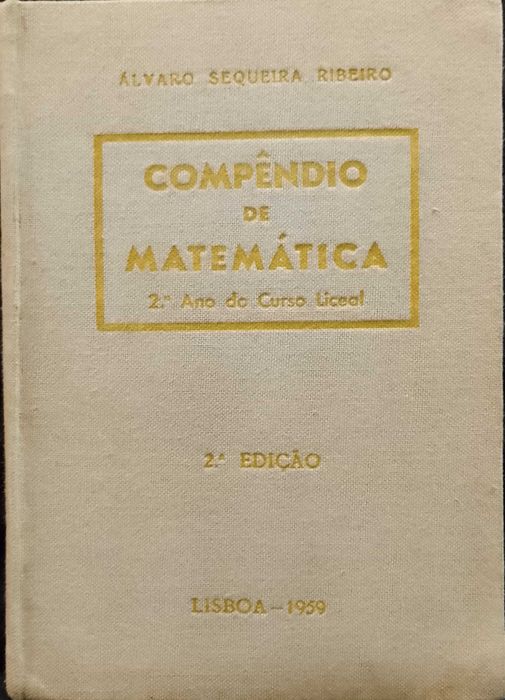 ÁLVARO SEQUEIRA RIBEIRO
COMPÊNDIO
DE
MATEMÁTICA
2.º Ano do Curso Liceal
2.ª EDIÇÃO
LISBOA - 1959